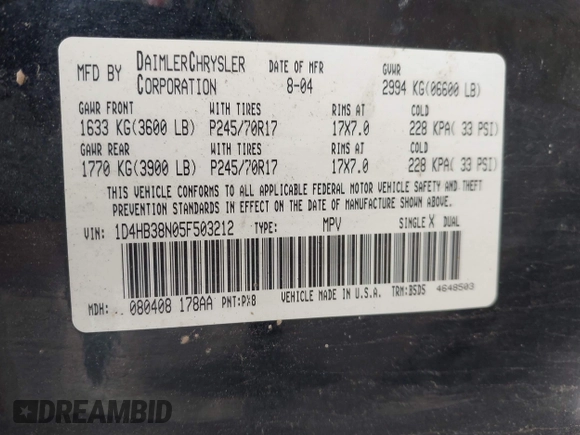 MFD BY DAIMLERCHRYSLER CORPORATION DATE OF MFR 8-04 GVWR 2994 KG(06600 LB)
GAWR FRONT WITH TIRES RIMS AT COLD
1633 KG(3600 LB) P245/70R17 17X7.0 228 KPA( 33 PSI)
GAWR REAR WITH TIRES RIMS AT COLD
1770 KG(3900 LB) P245/70R17 17X7.0 228 KPA( 33 PSI)
THIS VEHICLE CONFORMS TO ALL APPLICABLE FEDERAL MOTOR VEHICLE SAFETY AND THEFT
PREVENTION STANDARDS IN EFFECT ON THE DATE OF MANUFACTURE SHOWN ABOVE
VIN: 1D4HB38N05F503212 TYPE: MPV SINGLE X DUAL
MDH: 080408 178AA PNT:PX8 VEHICLE MADE IN U.S.A. TRM:BSD5 4648503
DREAMBID